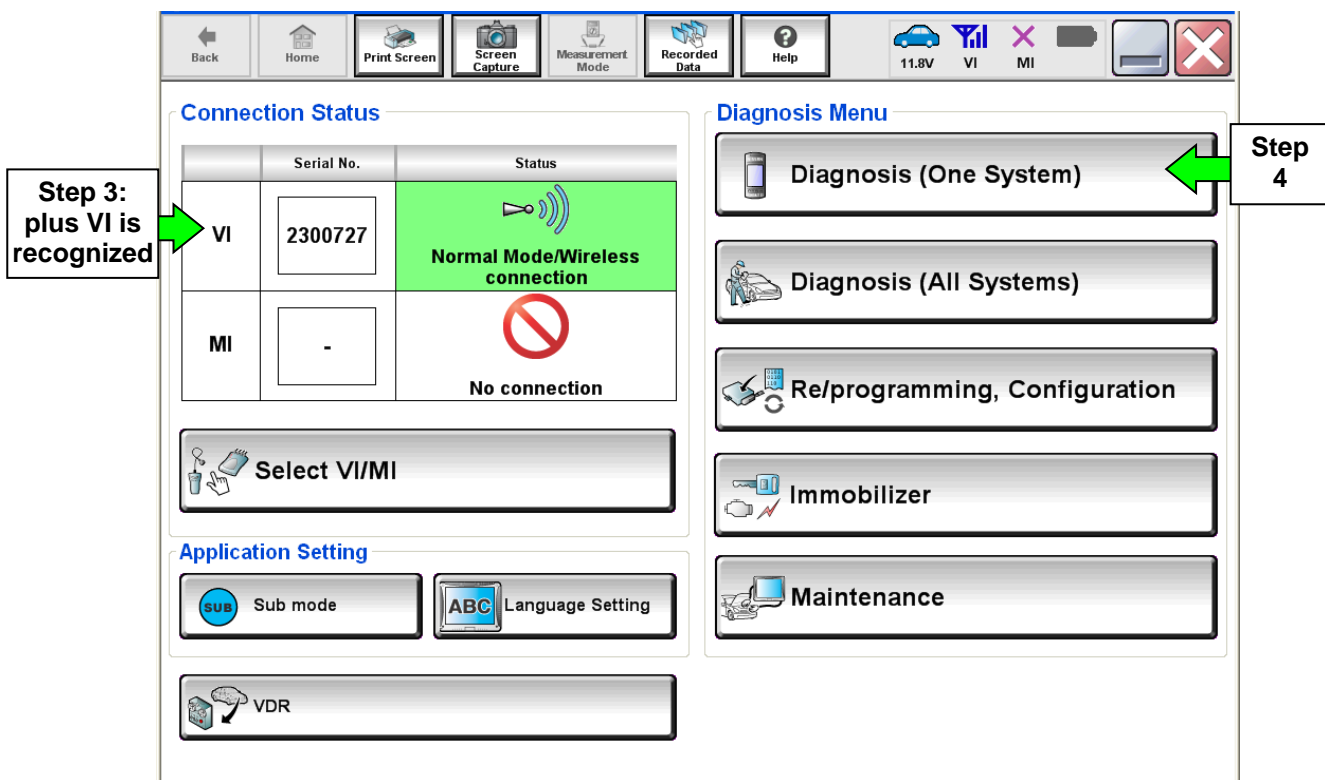 Back
Home
Print Screen
Screen
Capture
Measurement
Mode
Recorded
Data
?
Help
11.8V
VI
MI
Connection Status
Serial No.
Status
Step 3:
plus VI is
recognized
VI
2300727
Normal Mode/Wireless
connection
MI
-
No connection
Select VI/MI
Application Setting
SUB
Sub mode
ABC
Language Setting
VDR
Diagnosis Menu
Diagnosis (One System)
Step
4
Diagnosis (All Systems)
Re/programming, Configuration
Immobilizer
Maintenance